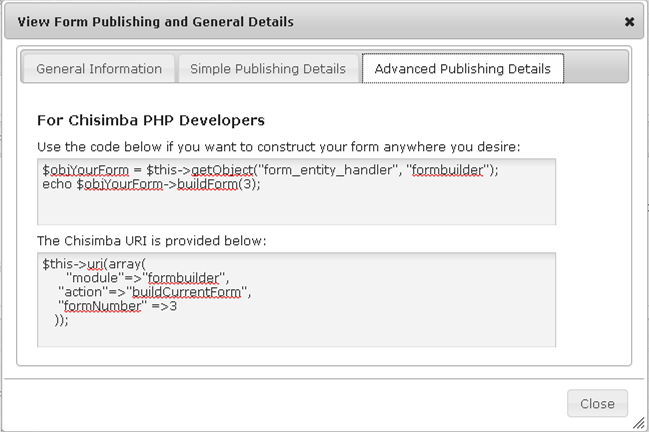 View Form Publishing and General Details
General Information Simple Publishing Details Advanced Publishing Details
For Chisimba PHP Developers
Use the code below if you want to construct your form anywhere you desire:
$objYourForm = $this->getObject("form_entity_handler", "formbuilder");
echo $objYourForm->buildForm(3);
The Chisimba URI is provided below:
$this->uri(array(
"module"=>"formbuilder",
"action"=>"buildCurrentForm",
"formNumber" =>3
));
Close